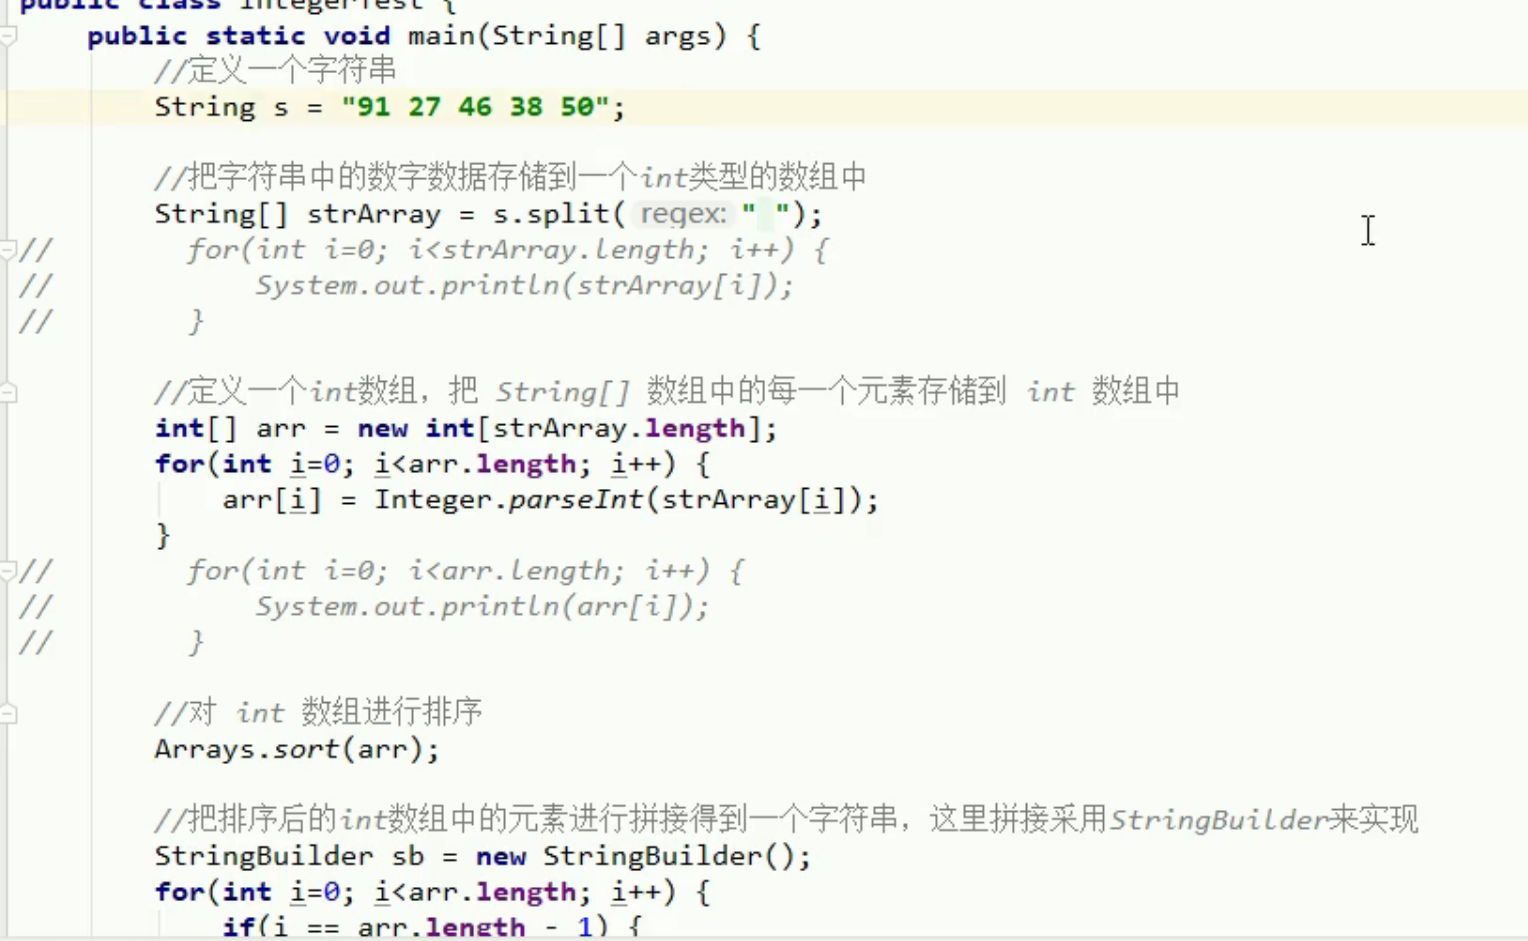 public class IntegerTest {
public static void main(String[] args) {
//定义一个字符串
String s = "91 27 46 38 50";
//把字符串中的数字数据存储到一个int类型的数组中
String[] strArray = s.split( regex: " ");
// for(int i=0; i<strArray.length; i++) {
// System.out.println(strArray[i]);
// }
//定义一个int数组，把 String[] 数组中的每一个元素存储到 int 数组中
int[] arr = new int[strArray.length];
for(int i=0; i<arr.length; i++) {
arr[i] = Integer.parseInt(strArray[i]);
}
// for(int i=0; i<arr.length; i++) {
// System.out.println(arr[i]);
// }
//对 int 数组进行排序
Arrays.sort(arr);
//把排序后的int数组中的元素进行拼接得到一个字符串，这里拼接采用StringBuilder来实现
StringBuilder sb = new StringBuilder();
for(int i=0; i<arr.length; i++) {
if(i == arr.length - 1) {